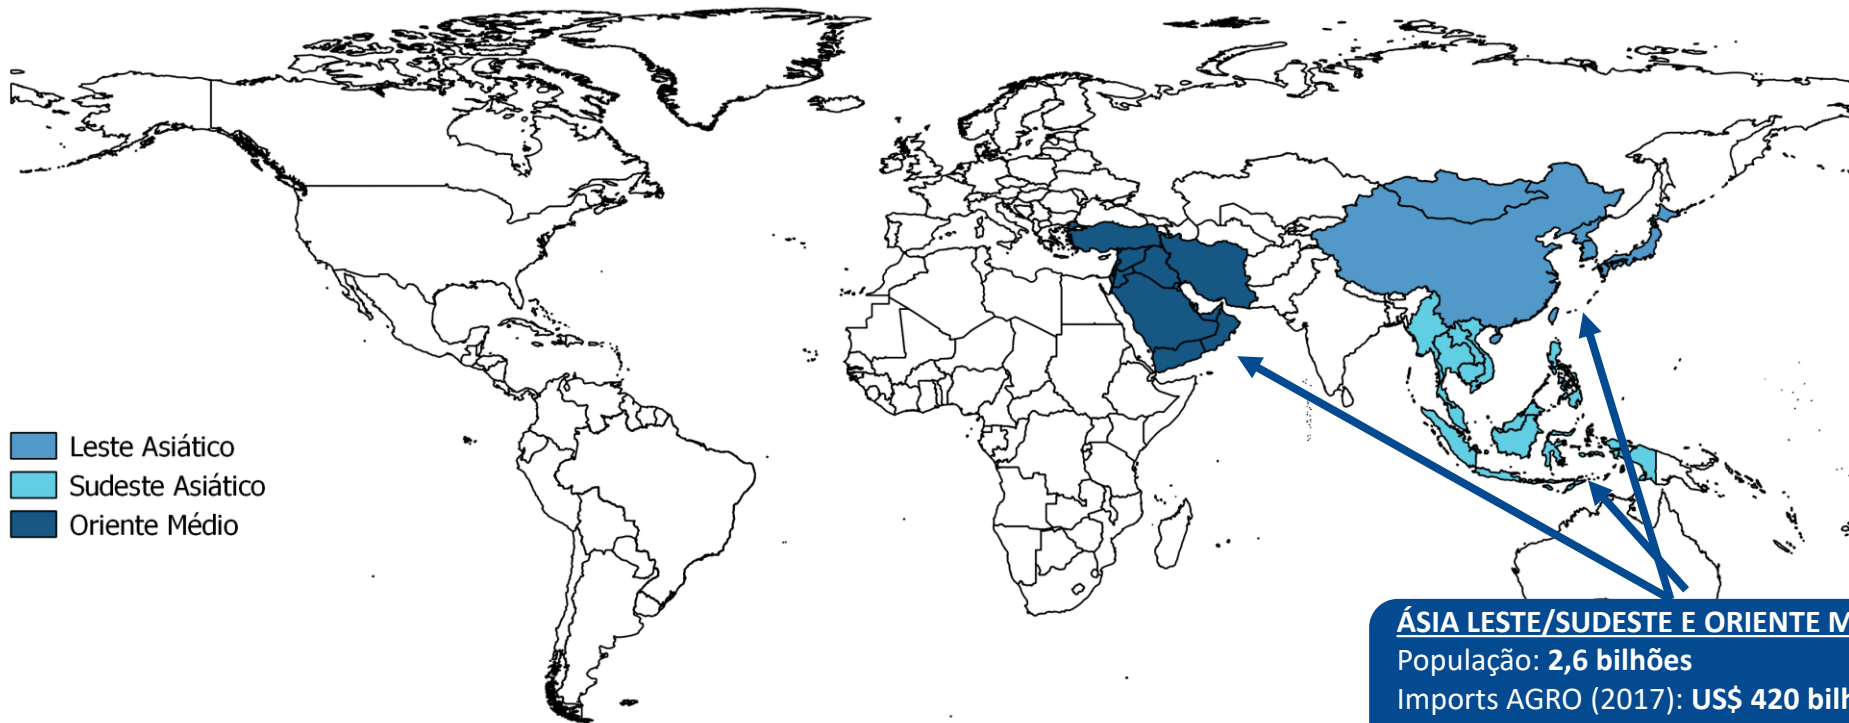 Leste Asiático
Sudeste Asiático
Oriente Médio
ÁSIA LESTE/SUDESTE E ORIENTE M
População: 2,6 bilhões
Imports AGRO (2017): US$ 420 bilh